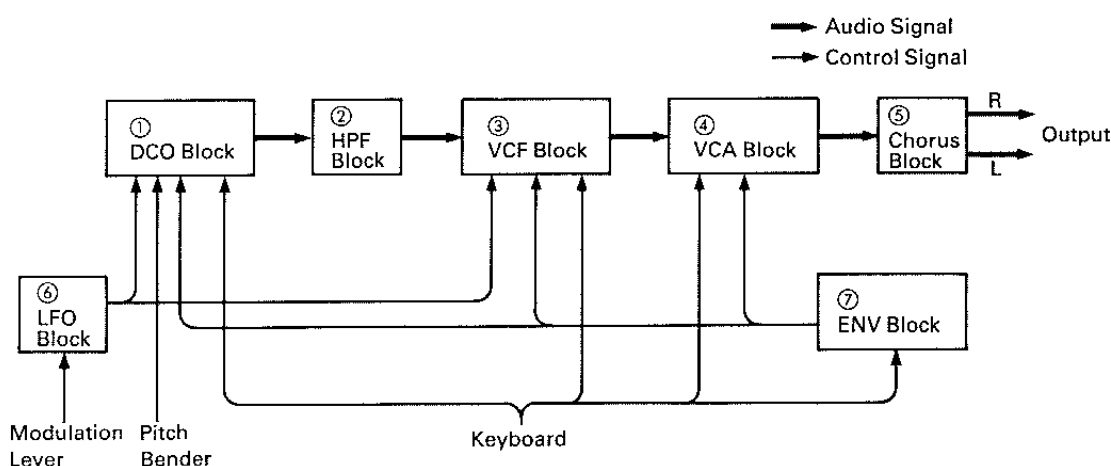 Audio Signal
Control Signal
①
DCO Block
②
HPF
Block
③
VCF Block
④
VCA Block
⑤
Chorus
Block
R
L
Output
⑥
LFO
Block
⑦
ENV Block
Modulation
Lever
Pitch
Bender
Keyboard